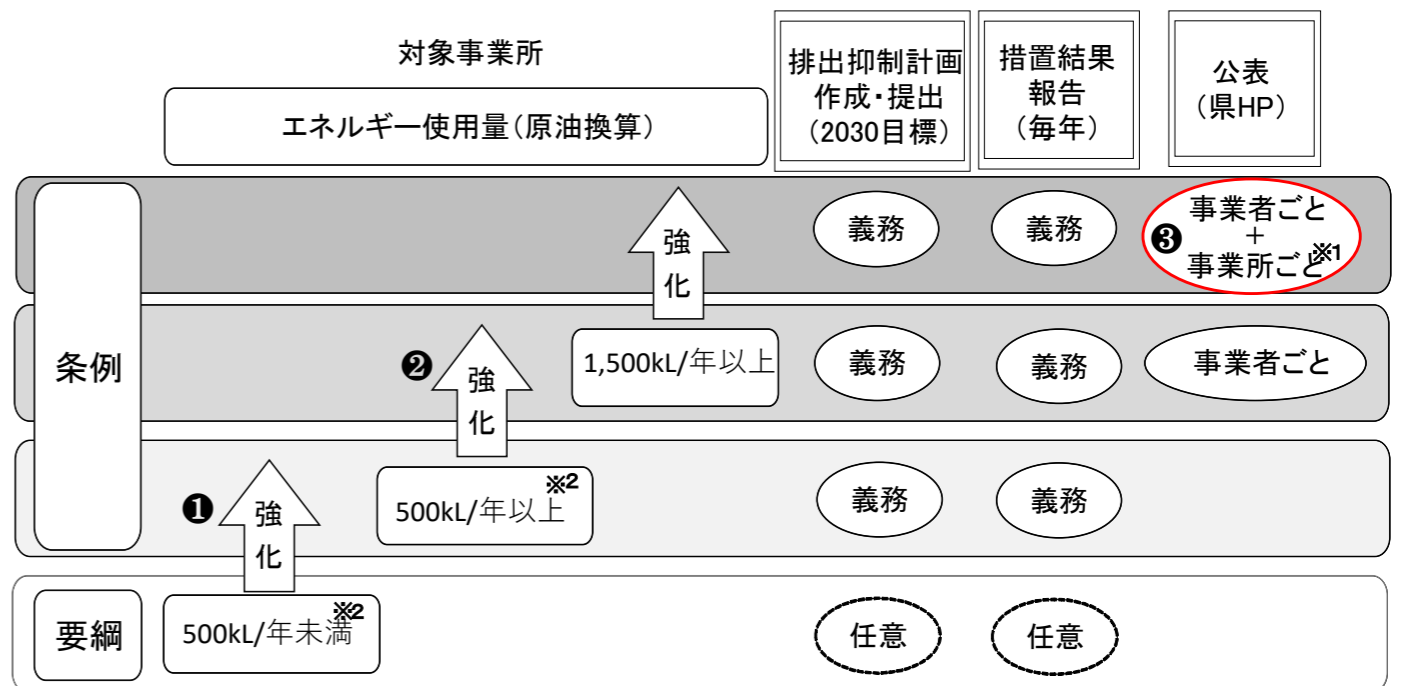 対象事業所
エネルギー使用量(原油換算)
排出抑制計画
作成・提出
(2030目標)
措置結果
報告
(毎年)
公表
(県HP)
条例
強
化
義務
義務
❸
事業者ごと
+
事業所ごと※1
❷
強
化
1,500kL/年以上
義務
義務
事業者ごと
❶
強
化
500kL/年以上※2
義務
義務
要綱
500kL/年未満※2
任意
任意